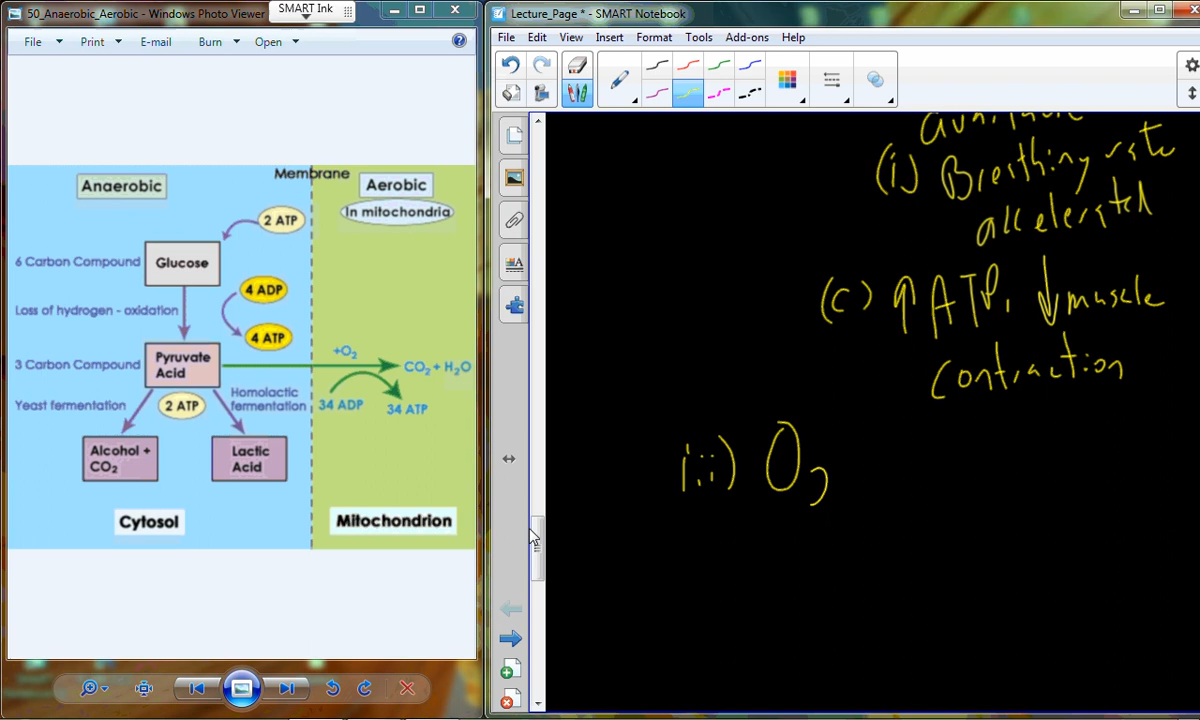 50_Anaerobic_Aerobic - Windows Photo Viewer
SMART Ink
File Print E-mail Burn Open
Anaerobic
Membrane
Aerobic
In mitochondria
2 ATP
6 Carbon Compound
Glucose
4 ADP
Loss of hydrogen - oxidation
4 ATP
3 Carbon Compound
Pyruvate
Acid
+O₂
CO₂ + H₂O
Yeast fermentation
2 ATP
Homolactic
fermentation
34 ADP
34 ATP
Alcohol +
CO₂
Lactic
Acid
Cytosol
Mitochondrion
Lecture_Page * - SMART Notebook
File Edit View Insert Format Tools Add-ons Help
(i) Breathing rate
accelerated
(c) ↑ ATP, ↓ muscle
contraction
iii) O₂